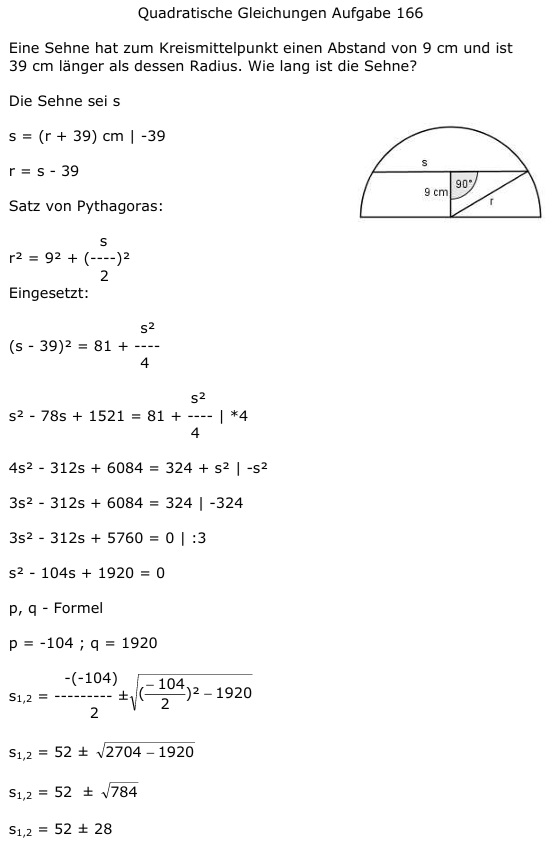 Quadratische Gleichungen Aufgabe 166
Eine Sehne hat zum Kreismittelpunkt einen Abstand von 9 cm und ist
39 cm länger als dessen Radius. Wie lang ist die Sehne?
Die Sehne sei s
s = (r + 39) cm | -39
r = s - 39
Satz von Pythagoras:
s
r² = 9² + (----)²
2
Eingesetzt:
s²
(s - 39)² = 81 + ----
4
s²
s² - 78s + 1521 = 81 + ---- | *4
4
4s² - 312s + 6084 = 324 + s² | -s²
3s² - 312s + 6084 = 324 | -324
3s² - 312s + 5760 = 0 | :3
s² - 104s + 1920 = 0
p, q - Formel
p = -104 ; q = 1920
-(-104)
s₁,₂ = --------- ±√((−104/2)² − 1920)
2
s₁,₂ = 52 ± √(2704 − 1920)
s₁,₂ = 52 ± √784
s₁,₂ = 52 ± 28
s
9 cm
90°
r